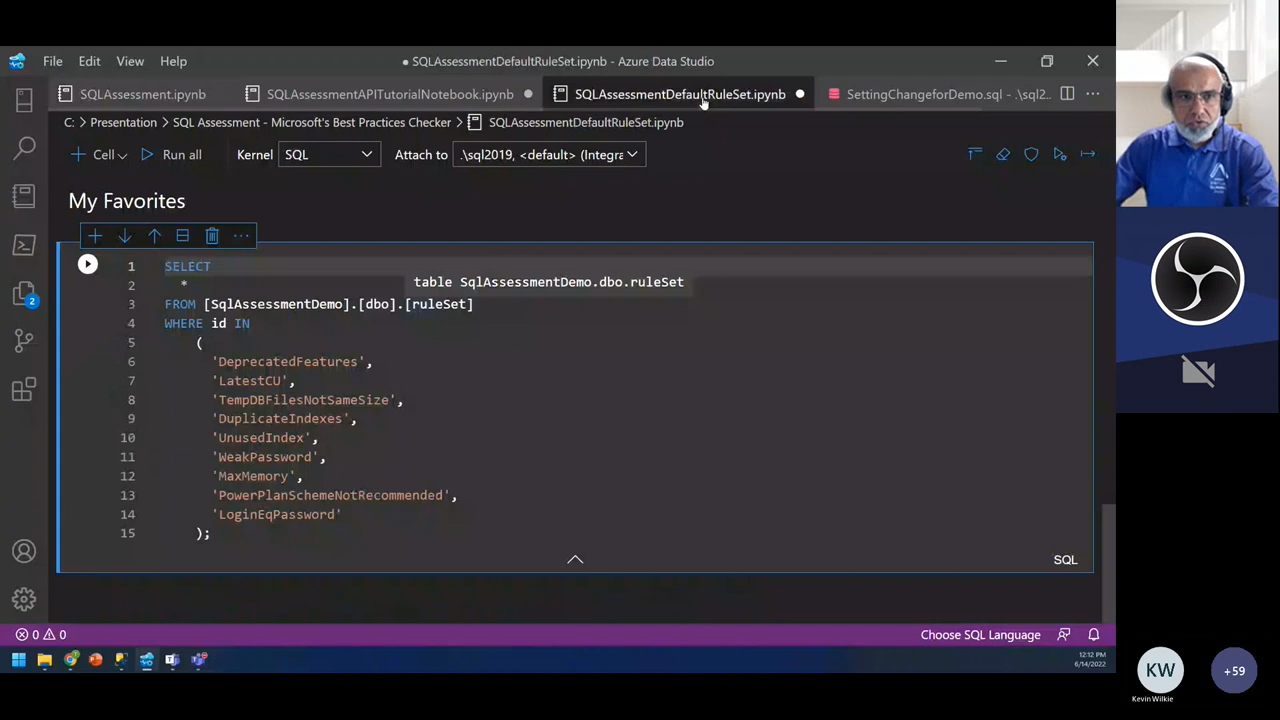 File Edit View Help
● SQLAssessmentDefaultRuleSet.ipynb - Azure Data Studio
SQLAssessment.ipynb
SQLAssessmentAPITutorialNotebook.ipynb
SQLAssessmentDefaultRuleSet.ipynb
SettingChangeforDemo.sql - .\sql2..
C: > Presentation > SQL Assessment - Microsoft's Best Practices Checker > SQLAssessmentDefaultRuleSet.ipynb
+ Cell Run all Kernel SQL Attach to .\sql2019, <default> (Integra
My Favorites
1 SELECT
2 *
table SqlAssessmentDemo.dbo.ruleSet
3 FROM [SqlAssessmentDemo].[dbo].[ruleSet]
4 WHERE id IN
5 (
6 'DeprecatedFeatures',
7 'LatestCU',
8 'TempDBFilesNotSameSize',
9 'DuplicateIndexes',
10 'UnusedIndex',
11 'WeakPassword',
12 'MaxMemory',
13 'PowerPlanSchemeNotRecommended',
14 'LoginEqPassword'
15 );
SQL
2
0 0
Choose SQL Language
12:12 PM
6/14/2022
KW
Kevin Wilkie
+59